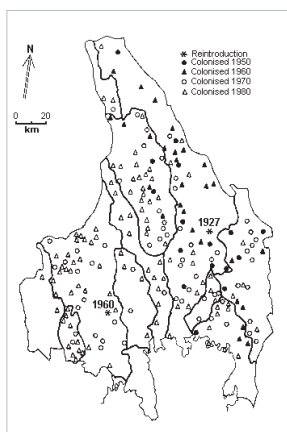 N
0 20
km
Reintroduction
Colonised 1950
Colonised 1960
Colonised 1970
Colonised 1980
1927
1960